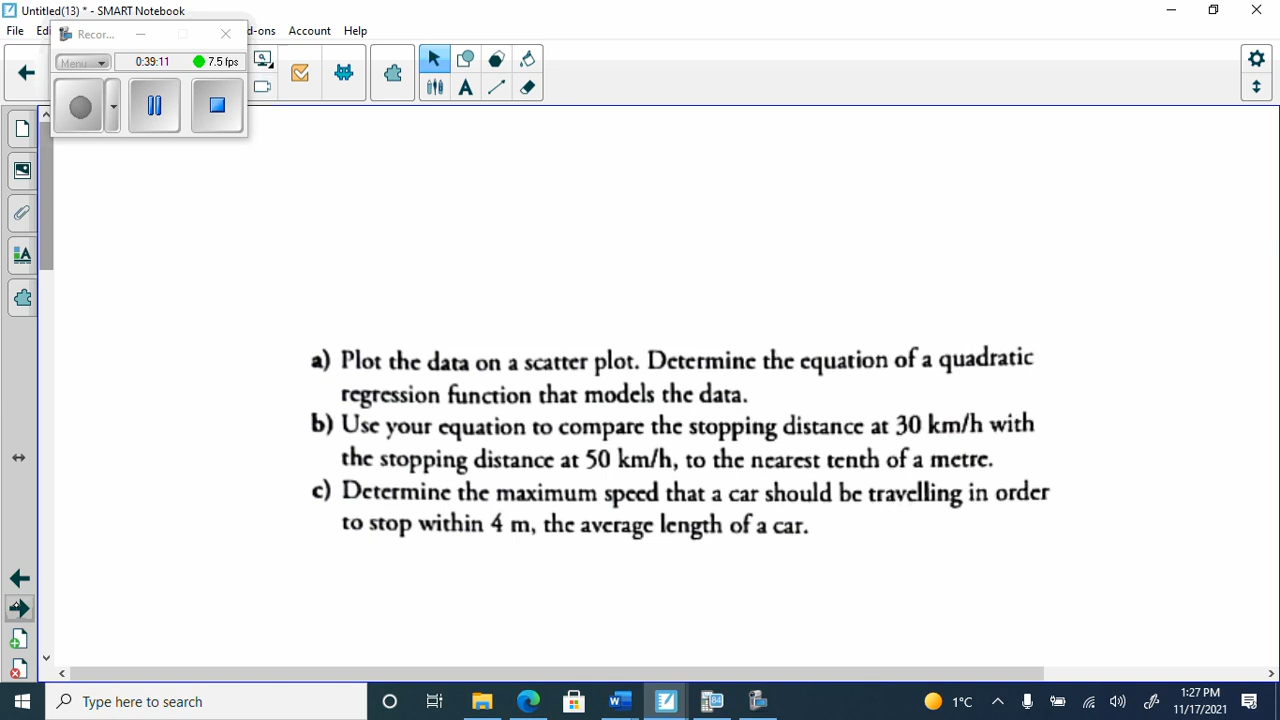 Untitled(13) * - SMART Notebook
File
Account
Help
Recor...
Menu
0:39:11
7.5 fps
a) Plot the data on a scatter plot. Determine the equation of a quadratic
regression function that models the data.
b) Use your equation to compare the stopping distance at 30 km/h with
the stopping distance at 50 km/h, to the nearest tenth of a metre.
c) Determine the maximum speed that a car should be travelling in order
to stop within 4 m, the average length of a car.
Type here to search
1°C
1:27 PM
11/17/2021